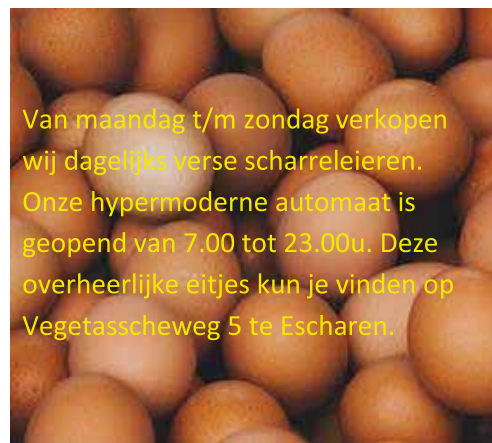 Van maandag t/m zondag verkopen
wij dagelijks verse scharreleieren.
Onze hypermoderne automaat is
geopend van 7.00 tot 23.00u. Deze
overheerlijke eitjes kun je vinden op
Vegetasscheweg 5 te Escharen.